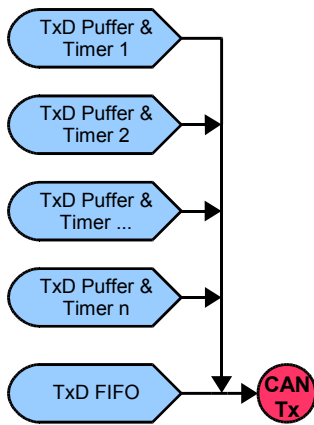 TxD Puffer &
Timer 1
TxD Puffer &
Timer 2
TxD Puffer &
Timer ...
TxD Puffer &
Timer n
TxD FIFO
CAN
Tx